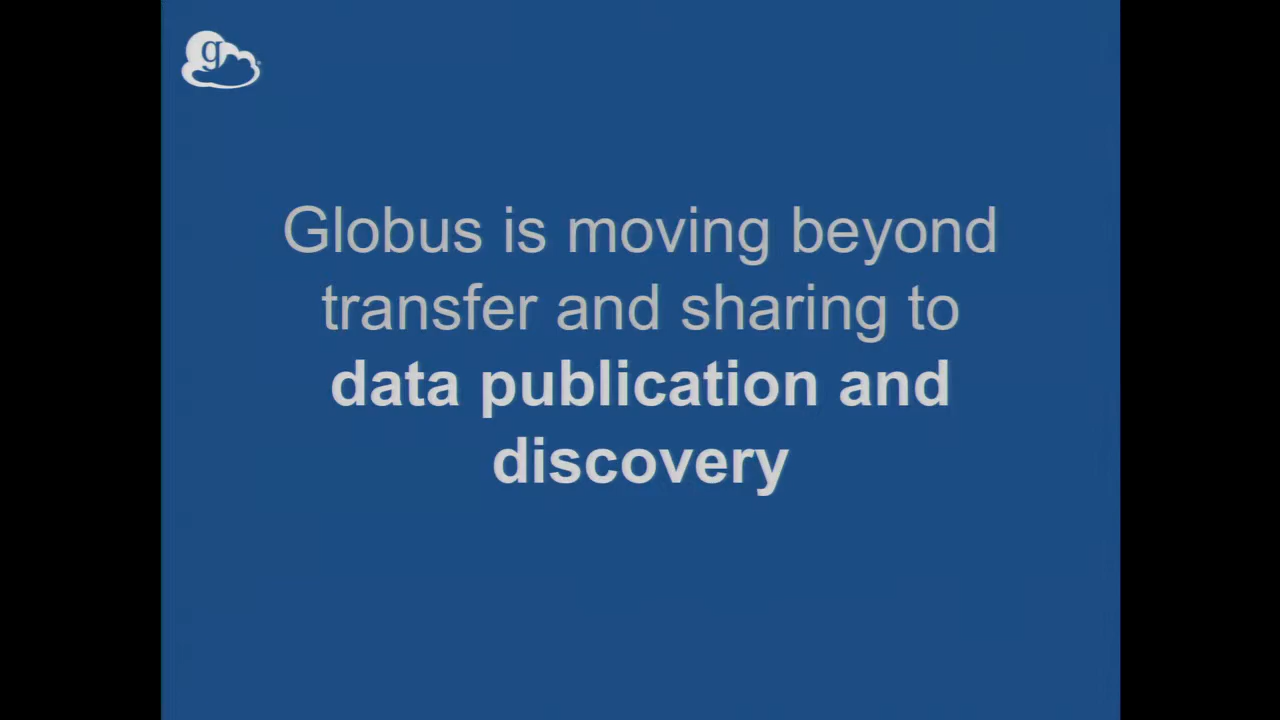 g
Globus is moving beyond
transfer and sharing to
data publication and
discovery